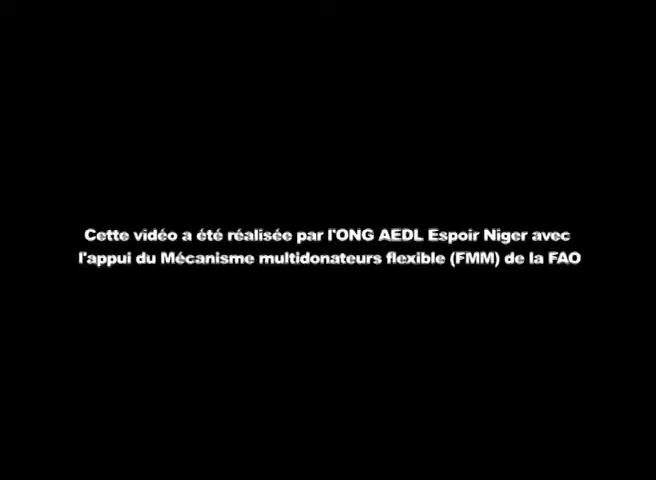 Cette vidéo a été réalisée par l'ONG AEDL Espoir Niger avec
l'appui du Mécanisme multidonateurs flexible (FMM) de la FAO